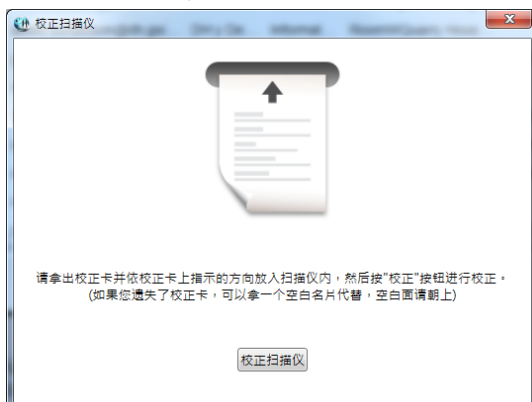 校正扫描仪
请拿出校正卡并依校正卡上指示的方向放入扫描仪内，然后按"校正"按钮进行校正。
(如果您遗失了校正卡，可以拿一个空白名片代替，空白面请朝上)
校正扫描仪